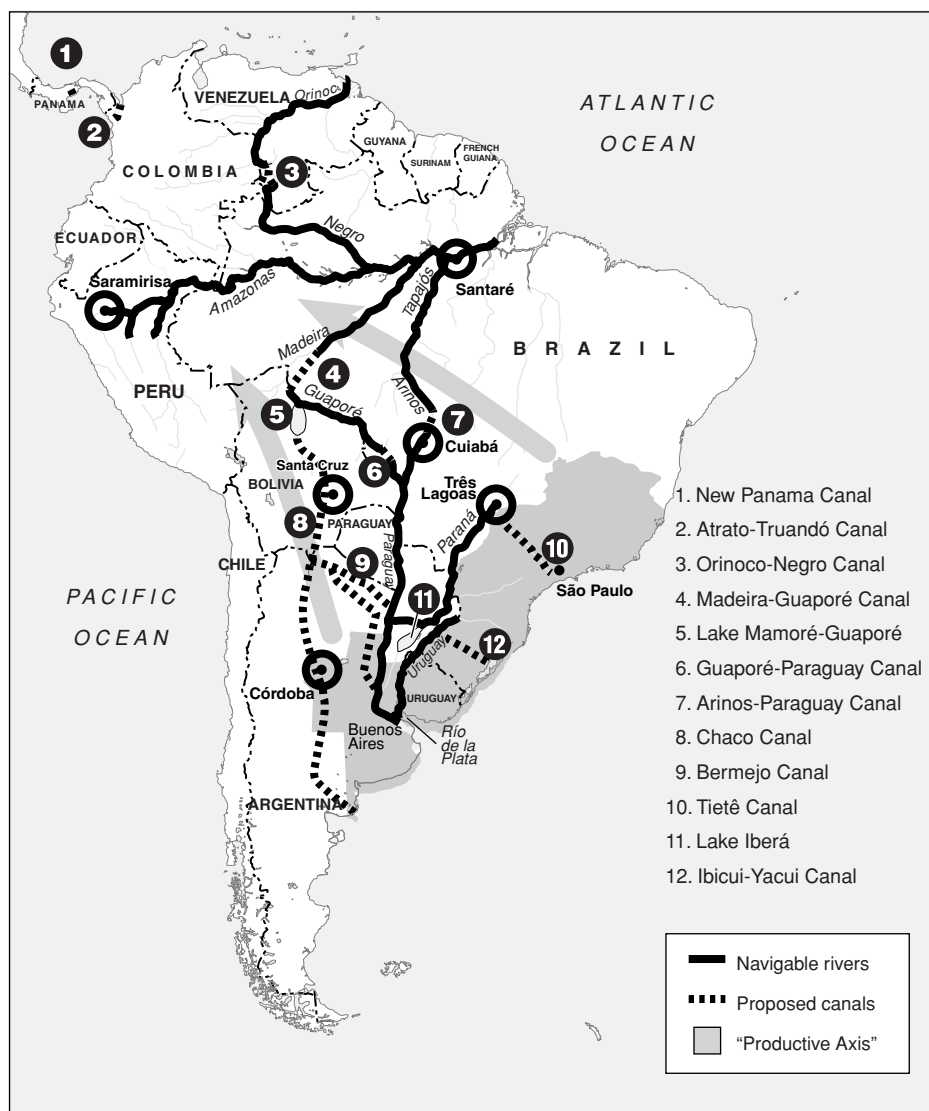 1
PANAMA
2
VENEZUELA
Orinoc
ATLANTIC
OCEAN
GUYANA
SURINAM
FRENCH
GUIANA
COLOMBIA
3
ECUADOR
Negro
Saramirisa
Amazonas
Santaré
Tapajós
Madeira
BRAZIL
PERU
4
Arinos
5
Guaporé
7
Cuiabá
6
Santa Cruz
BOLIVIA
Três
Lagoas
8
PARAGUAY
Paraná
CHILE
9
Paraguay
10
São Paulo
PACIFIC
OCEAN
11
Uruguay
12
Córdoba
URUGUAY
Buenos
Aires
Río
de la
Plata
ARGENTINA
1. New Panama Canal
2. Atrato-Truandó Canal
3. Orinoco-Negro Canal
4. Madeira-Guaporé Canal
5. Lake Mamoré-Guaporé
6. Guaporé-Paraguay Canal
7. Arinos-Paraguay Canal
8. Chaco Canal
9. Bermejo Canal
10. Tietê Canal
11. Lake Iberá
12. Ibicui-Yacui Canal
Navigable rivers
Proposed canals
“Productive Axis”